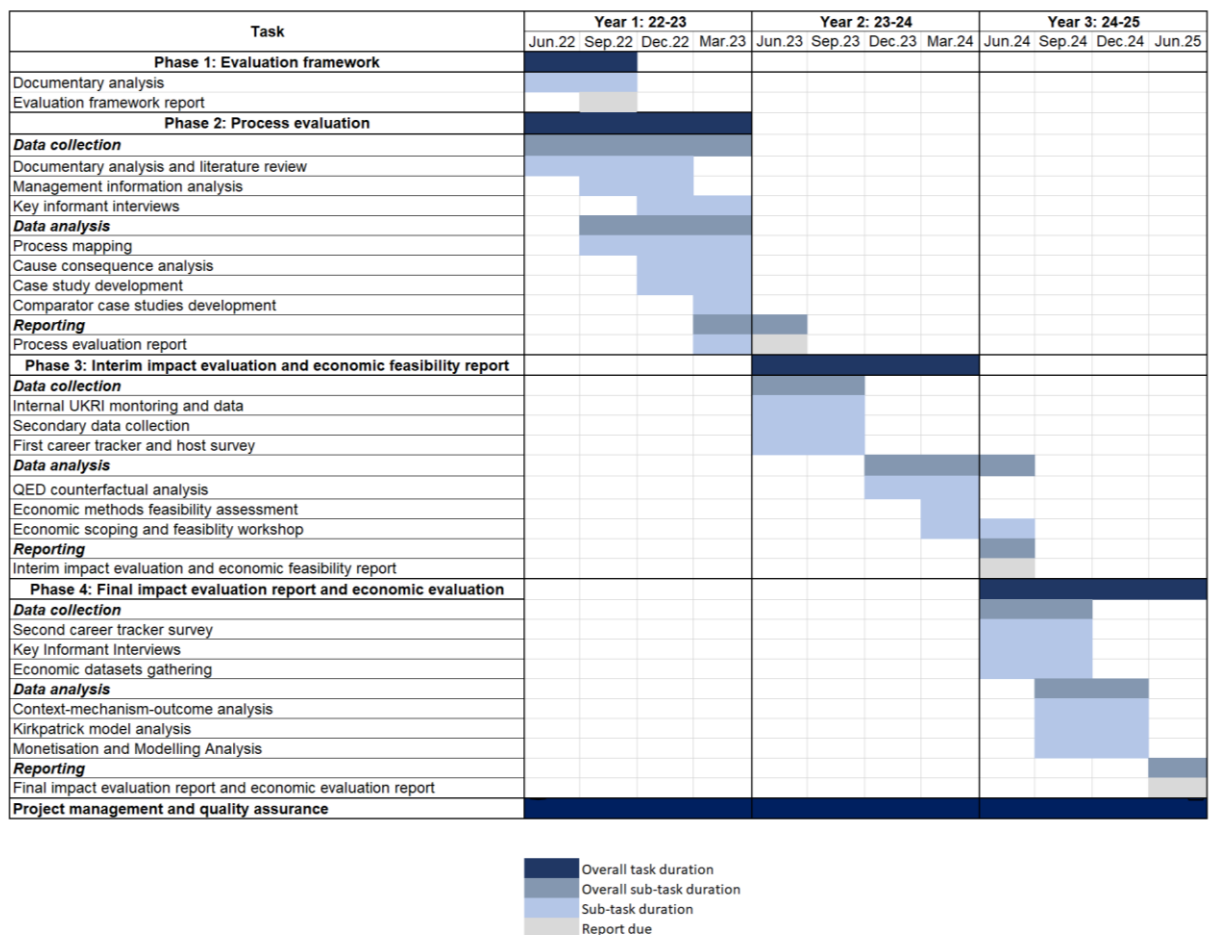 Task
Year 1: 22-23 Year 2: 23-24 Year 3: 24-25
Jun.22 Sep.22 Dec.22 Mar.23 Jun.23 Sep.23 Dec.23 Mar.24 Jun.24 Sep.24 Dec.24 Jun.25
Phase 1: Evaluation framework
Documentary analysis
Evaluation framework report
Phase 2: Process evaluation
Data collection
Documentary analysis and literature review
Management information analysis
Key informant interviews
Data analysis
Process mapping
Cause consequence analysis
Case study development
Comparator case studies development
Reporting
Process evaluation report
Phase 3: Interim impact evaluation and economic feasibility report
Data collection
Internal UKRI montoring and data
Secondary data collection
First career tracker and host survey
Data analysis
QED counterfactual analysis
Economic methods feasibility assessment
Economic scoping and feasiblity workshop
Reporting
Interim impact evaluation and economic feasibility report
Phase 4: Final impact evaluation report and economic evaluation
Data collection
Second career tracker survey
Key Informant Interviews
Economic datasets gathering
Data analysis
Context-mechanism-outcome analysis
Kirkpatrick model analysis
Monetisation and Modelling Analysis
Reporting
Final impact evaluation report and economic evaluation report
Project management and quality assurance
Overall task duration
Overall sub-task duration
Sub-task duration
Report due